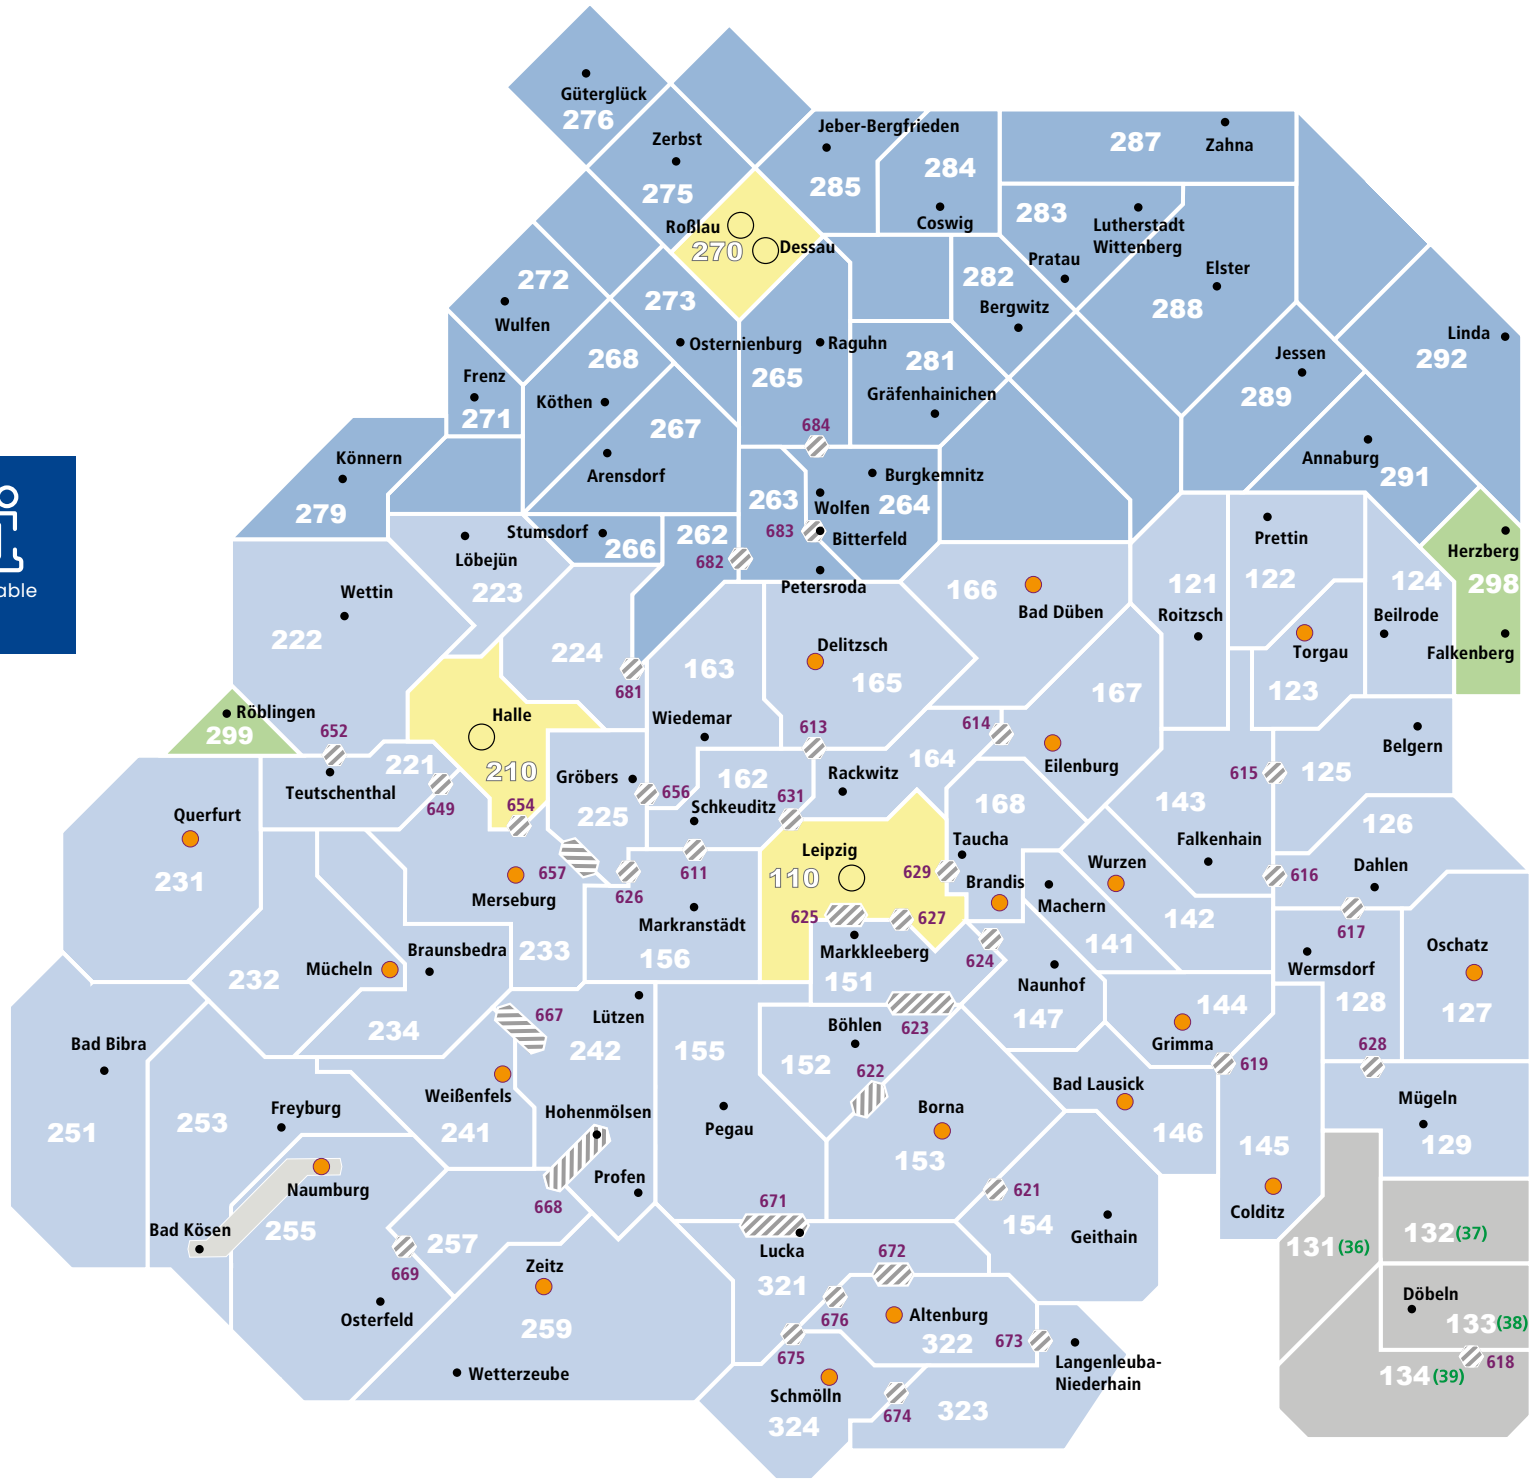 Güterglück
276
Zerbst
275
Jeber-Bergfrieden
285
284
Coswig
287
Zahna
283
Lutherstadt
Wittenberg
Pratau
Roßlau
270
Dessau
282
Bergwitz
Elster
288
272
Wulfen
273
Osternienburg
Raguhn
265
281
Gräfenhainichen
Linda
292
Jessen
289
268
Köthen
Frenz
271
267
Arensdorf
684
Annaburg
291
Könnern
279
263
Wolfen
264
Burgkemnitz
683
Bitterfeld
Petersroda
262
682
Stumsdorf
266
Löbejün
223
able
Herzberg
298
Falkenberg
Prettin
122
121
Roitzsch
124
Beilrode
Torgau
123
166
Bad Düben
Wettin
222
224
681
163
Delitzsch
165
167
Wiedemar
Röblingen
299
652
Halle
210
221
Teutschenthal
649
654
Gröbers
225
656
613
614
162
Schkeuditz
631
Rackwitz
164
Eilenburg
615
125
Belgern
143
Falkenhain
126
Dahlen
168
Taucha
Wurzen
Querfurt
231
Merseburg
657
626
611
Leipzig
110
629
Brandis
Machern
616
617
142
141
Markranstädt
156
625
627
Markkleeberg
151
624
Naunhof
147
Wermsdorf
128
Oschatz
127
233
Braunsbedra
Mücheln
232
234
667
Lützen
242
155
Böhlen
152
623
622
144
Grimma
619
628
Bad Bibra
251
253
Freyburg
Weißenfels
241
Hohenmölsen
Profen
668
Pegau
Borna
153
Bad Lausick
146
145
Colditz
Mügeln
129
Naumburg
Bad Kösen
255
257
669
Osterfeld
671
Lucka
321
621
154
Geithain
131(36)
132(37)
Döbeln
133(38)
134(39)
618
Zeitz
259
Wetterzeube
672
676
Altenburg
322
673
675
Schmölln
324
674
323
Langenleuba-
Niederhain